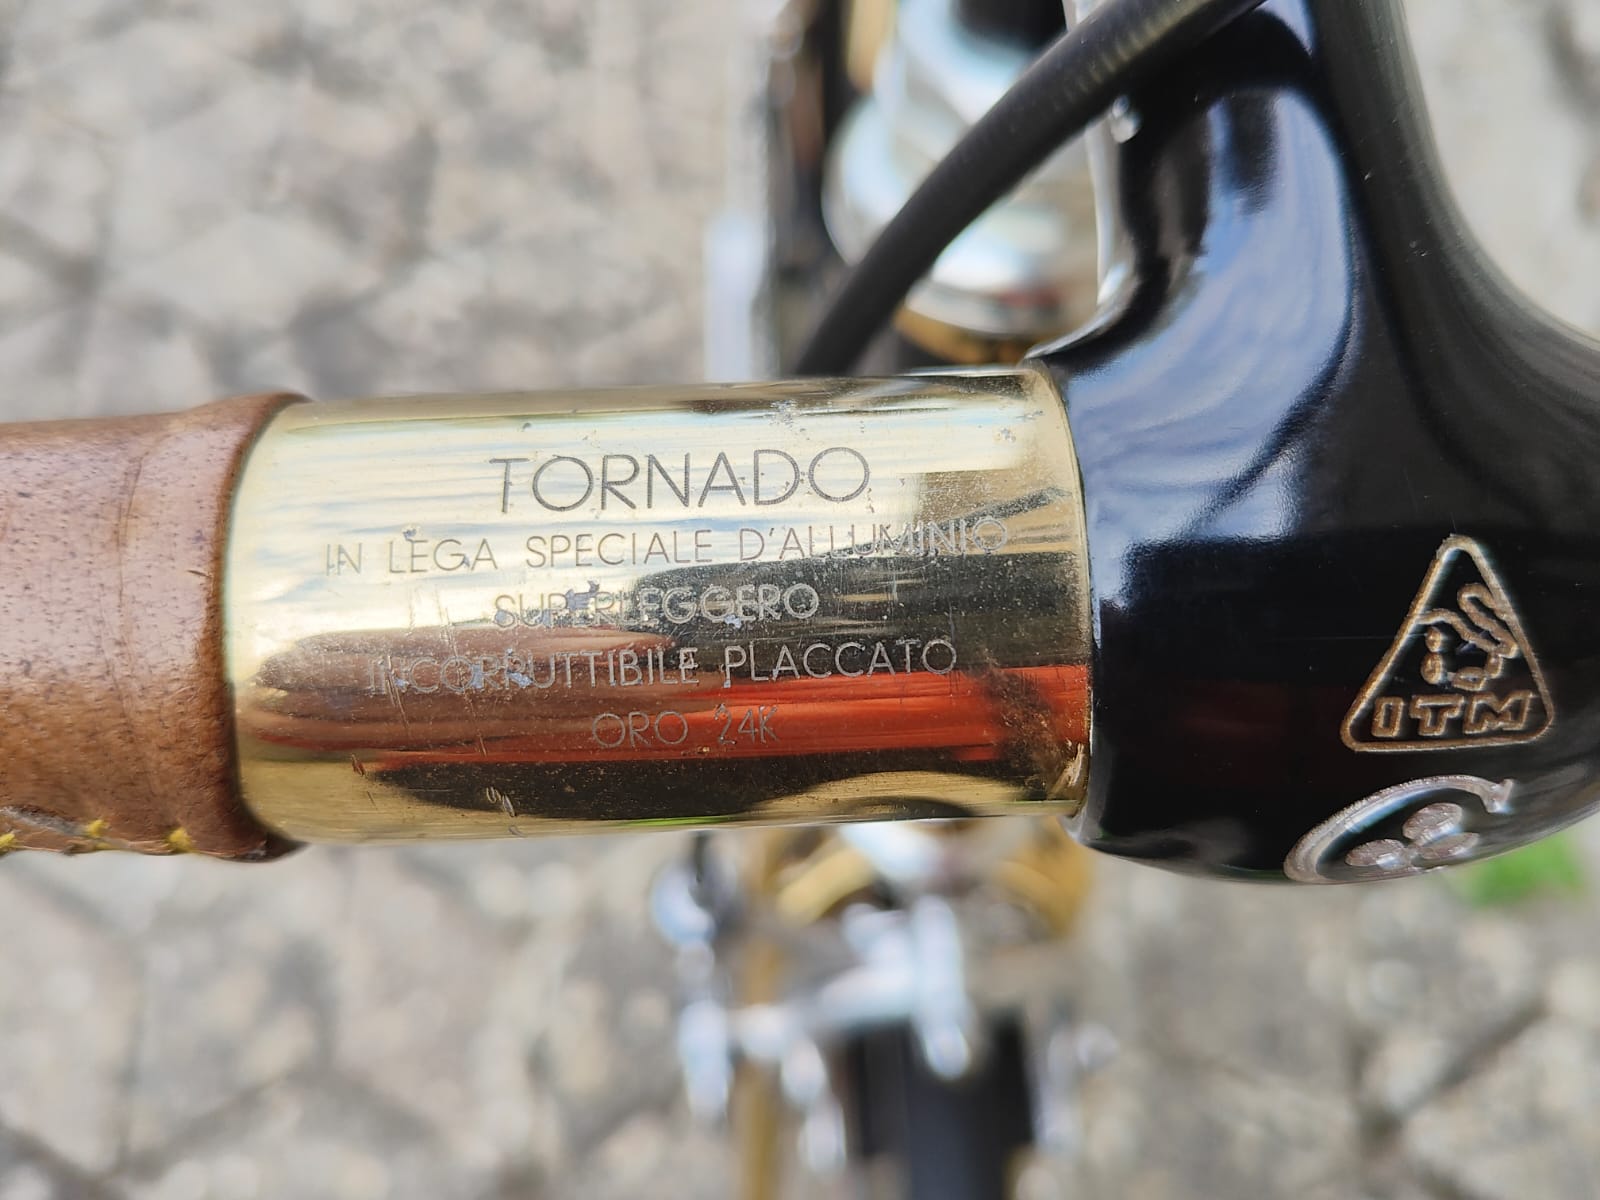 TORNADO
IN LEGA SPECIALE D'ALLUMINIO
SUPERLEGGERO
INCORRUTTIBILE PLACCATO
ORO 24K
ITM